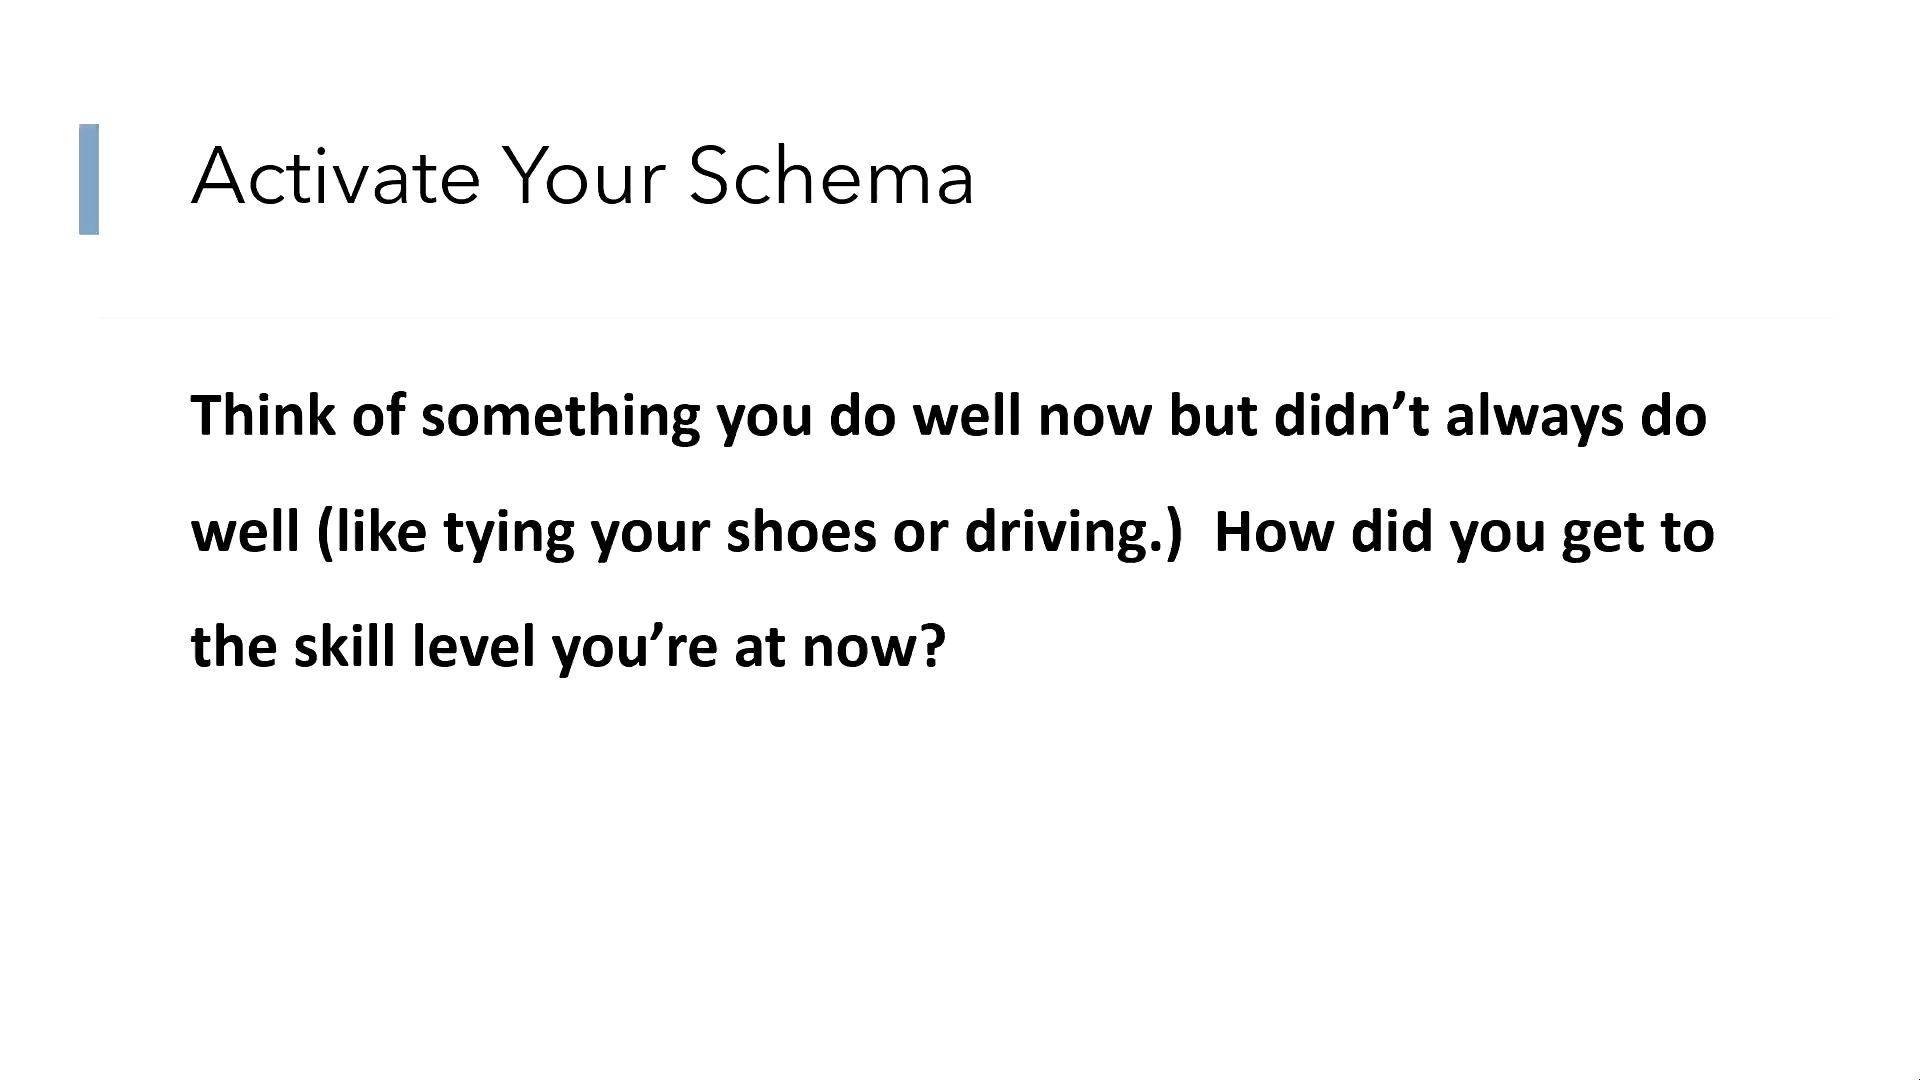 Activate Your Schema
Think of something you do well now but didn’t always do
well (like tying your shoes or driving.)  How did you get to
the skill level you’re at now?